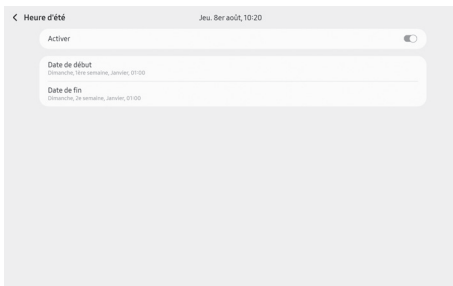 Heure d'été
Jeu. 8er août, 10:20
Activer
Date de début
Dimanche, 1ère semaine, Janvier, 01:00
Date de fin
Dimanche, 2e semaine, Janvier, 01:00